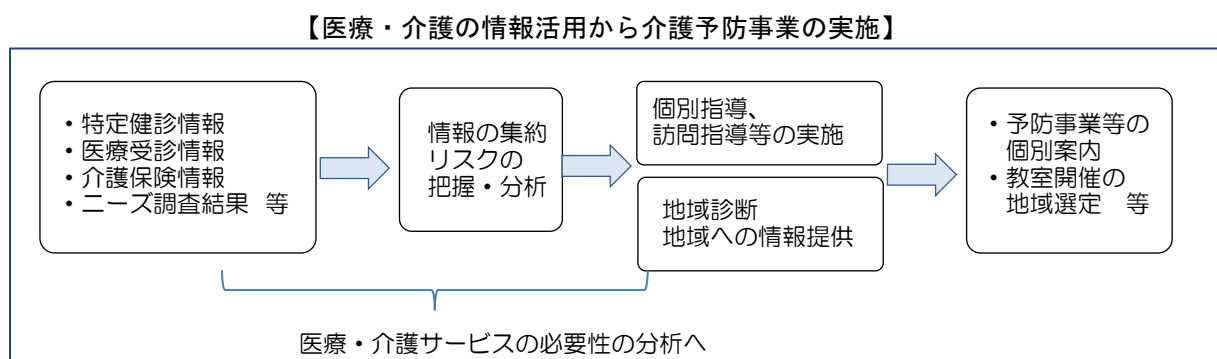 【医療・介護の情報活用から介護予防事業の実施】
・特定健診情報
・医療受診情報
・介護保険情報
・ニーズ調査結果 等
情報の集約
リスクの
把握・分析
個別指導、
訪問指導等の実施
地域診断
地域への情報提供
・予防事業等の
個別案内
・教室開催の
地域選定 等
医療・介護サービスの必要性の分析へ